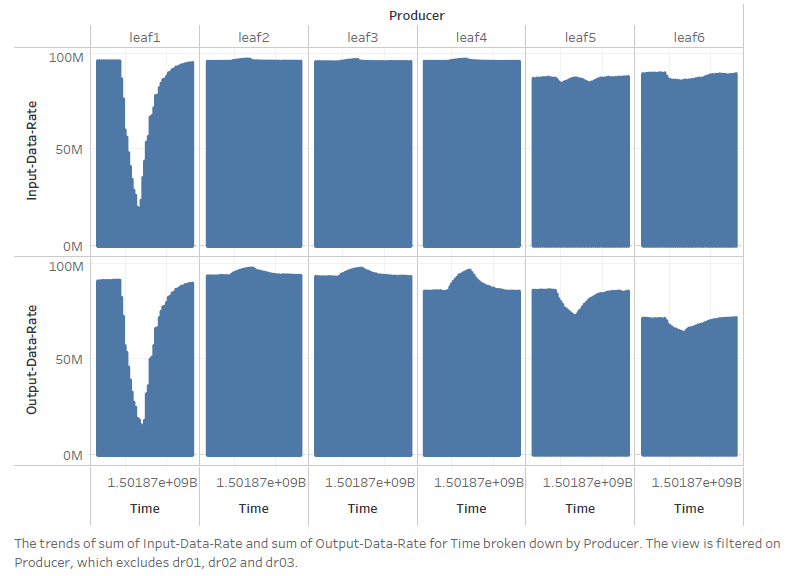 Producer
leaf1 leaf2 leaf3 leaf4 leaf5 leaf6
Input-Data-Rate
100M
50M
0M
Output-Data-Rate
100M
50M
0M
1.50187e+09B 1.50187e+09B 1.50187e+09B 1.50187e+09B 1.50187e+09B 1.50187e+09B
Time Time Time Time Time Time
The trends of sum of Input-Data-Rate and sum of Output-Data-Rate for Time broken down by Producer. The view is filtered on
Producer, which excludes dr01, dr02 and dr03.